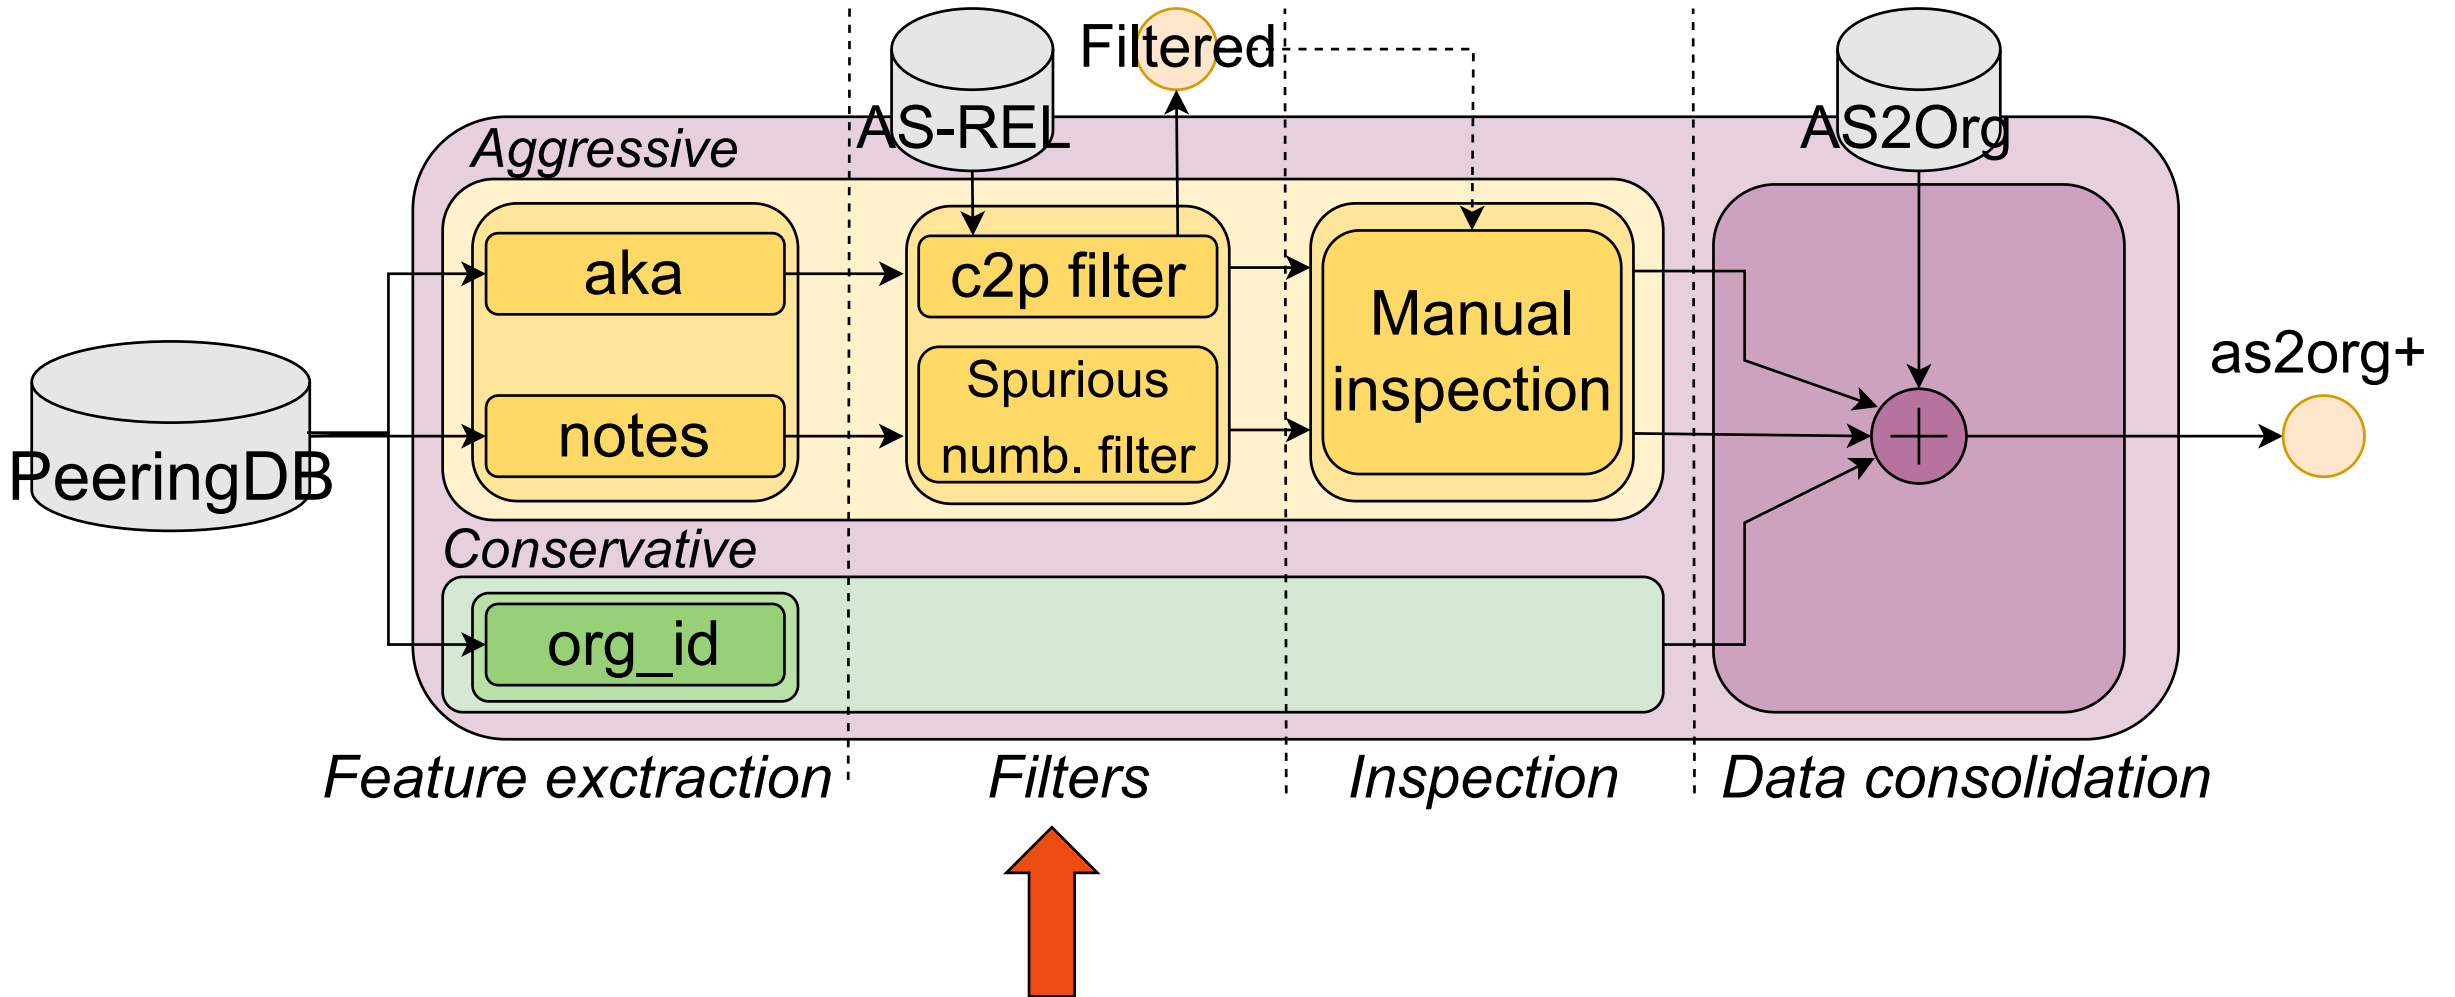 Filtered
AS-REL
AS2Org
Aggressive
aka
c2p filter
Manual
inspection
as2org+
Spurious
numb. filter
notes
PeeringDB
Conservative
org_id
Feature exctraction
Filters
Inspection
Data consolidation